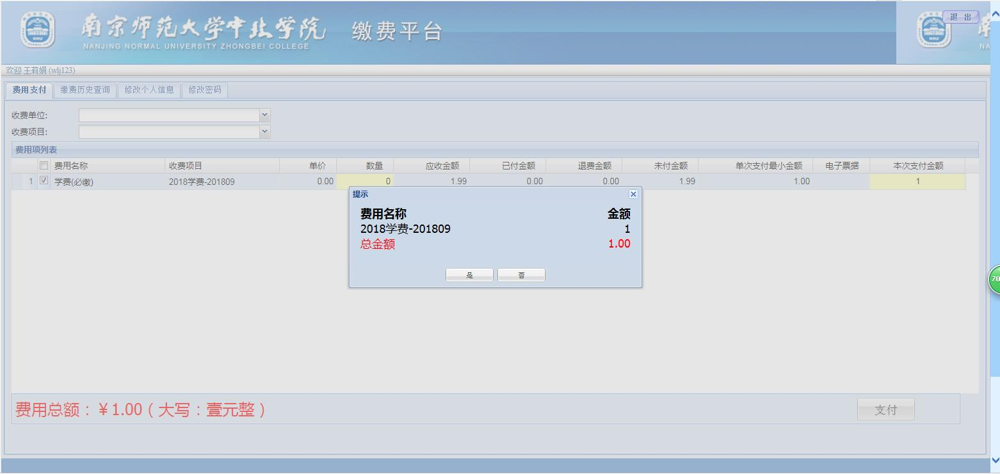 南京师范大学中北学院 缴费平台
NANJING NORMAL UNIVERSITY ZHONGBEI COLLEGE
退 出
南
NA
欢迎 王莉娟 (wlj123)
费用支付 缴费历史查询 修改个人信息 修改密码
收费单位:
收费项目:
费用项列表
费用名称 收费项目 单价 数量 应收金额 已付金额 退费金额 未付金额 单次支付最小金额 电子票据 本次支付金额
1 学费(必缴) 2018学费-201809 0.00 0 1.99 0.00 0.00 1.99 1.00 1
提示
费用名称 金额
2018学费-201809 1
总金额 1.00
是 否
70
费用总额：￥1.00（大写：壹元整）
支付